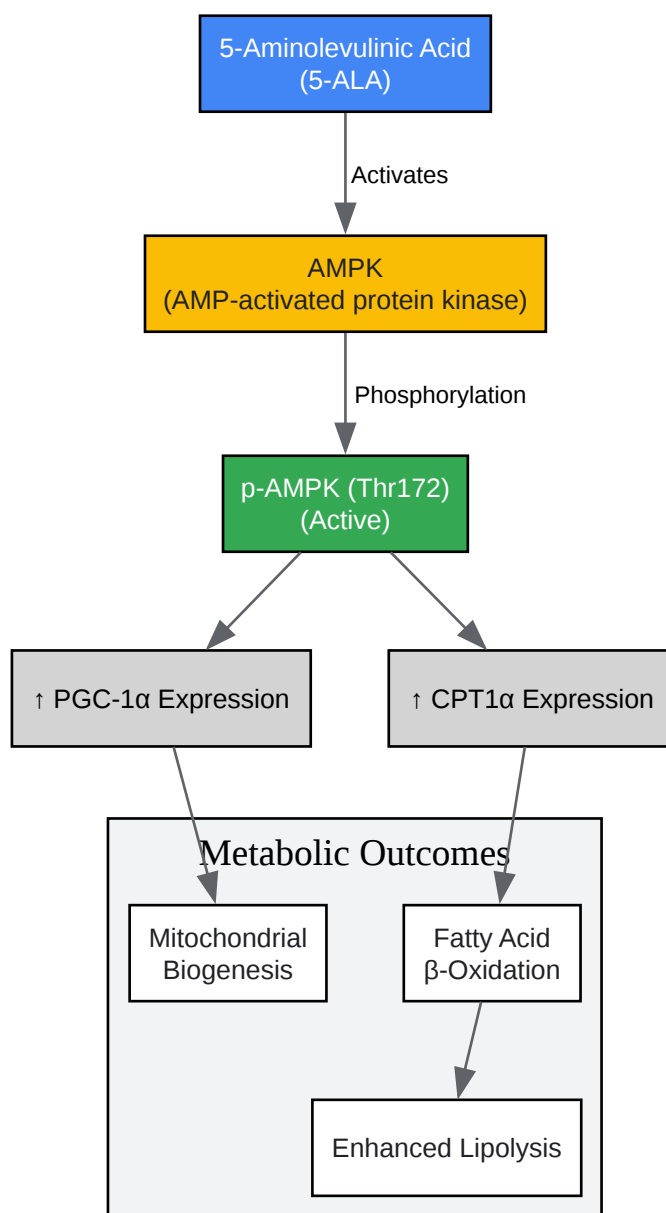 5-Aminolevulinic Acid
(5-ALA)
Activates
AMPK
(AMP-activated protein kinase)
Phosphorylation
p-AMPK (Thr172)
(Active)
↑ PGC-1α Expression
↑ CPT1α Expression
Metabolic Outcomes
Mitochondrial
Biogenesis
Fatty Acid
β-Oxidation
Enhanced Lipolysis